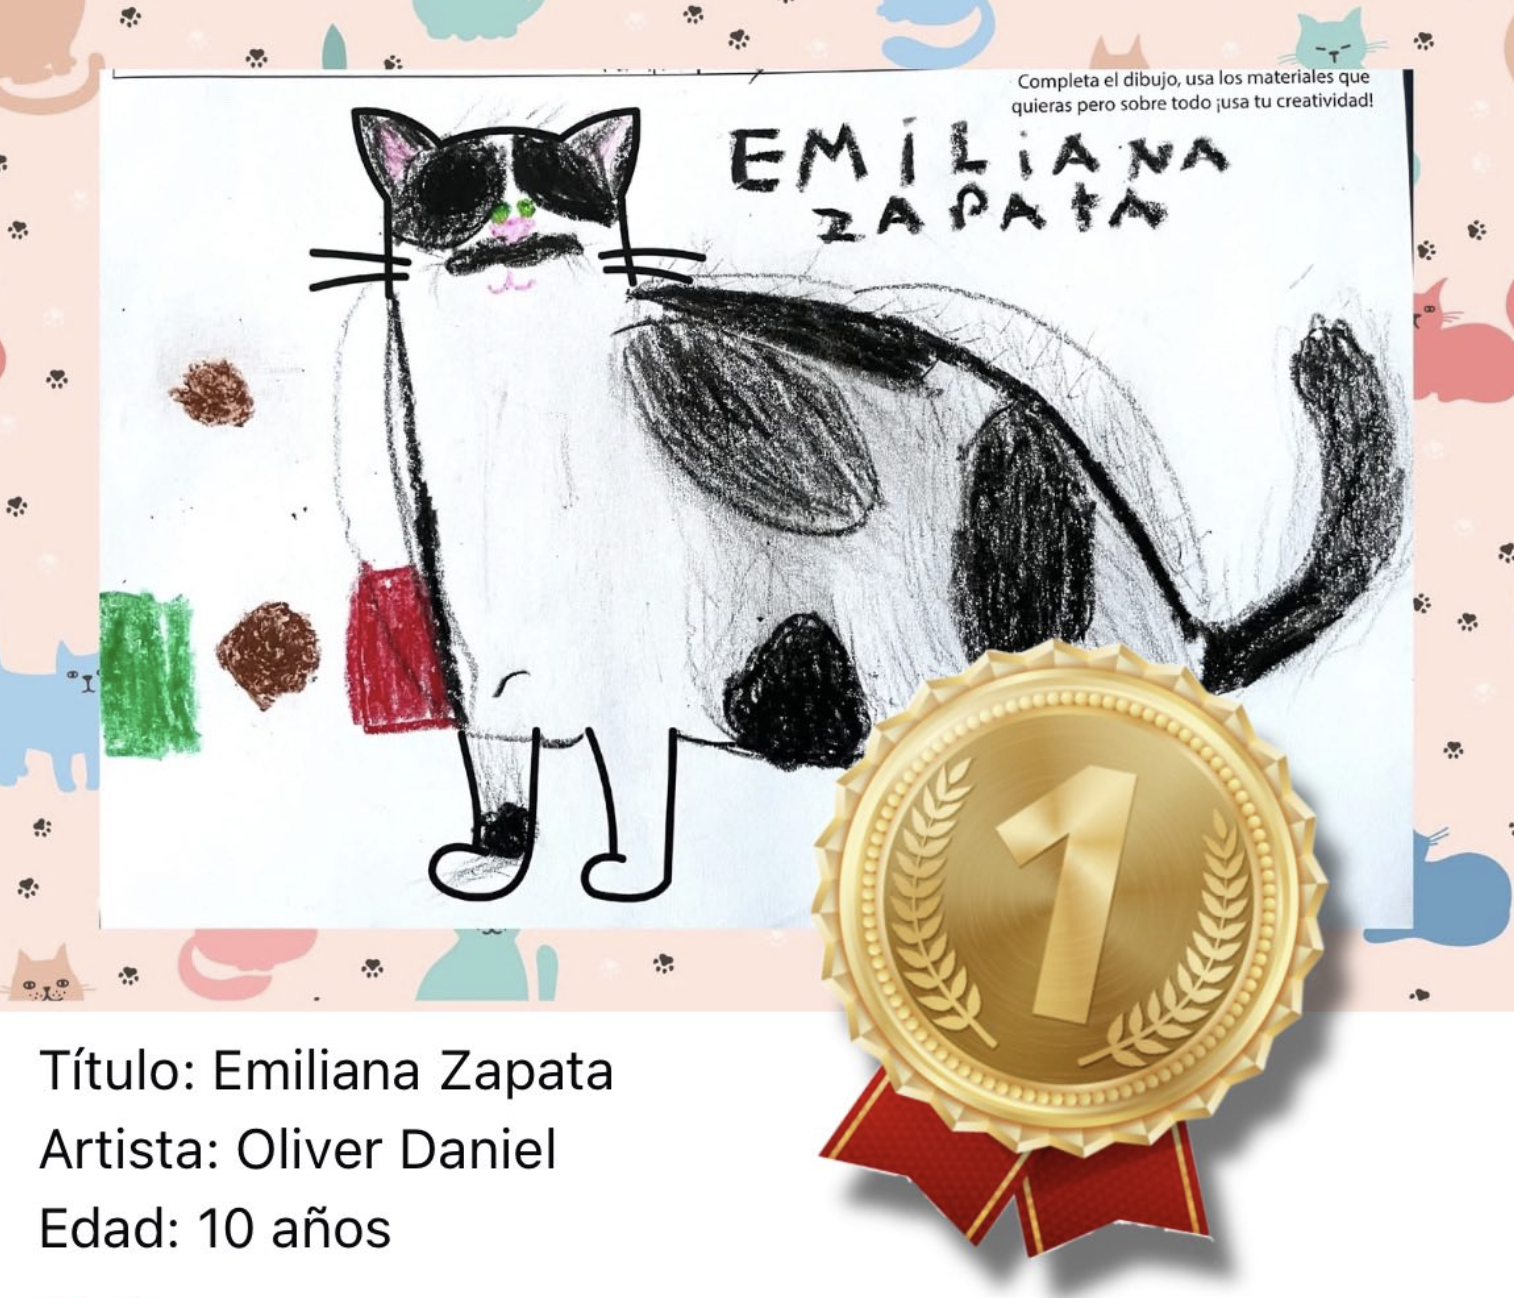 Completa el dibujo, usa los materiales que
quieras pero sobre todo ¡usa tu creatividad!
EMILIANA
ZAPATA
1
Título: Emiliana Zapata
Artista: Oliver Daniel
Edad: 10 años